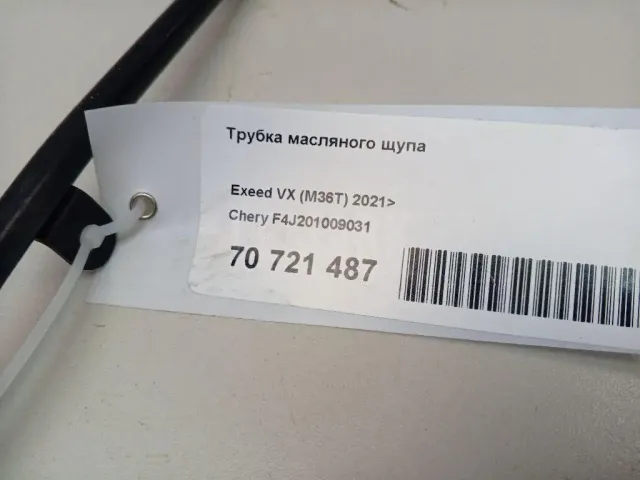 Трубка масляного щупа
Exeed VX (M36T) 2021>
Chery F4J201009031
70 721 487